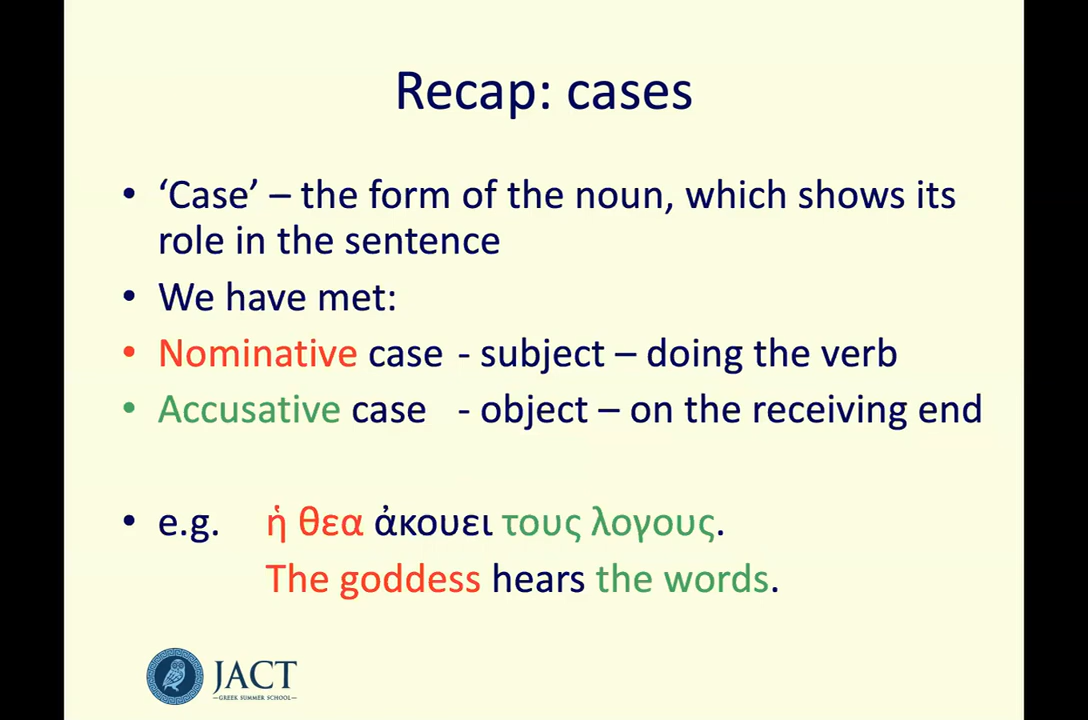 Recap: cases
• ‘Case’ – the form of the noun, which shows its
role in the sentence
• We have met:
• Nominative case - subject – doing the verb
• Accusative case - object – on the receiving end
• e.g. ἡ θεα ἀκουει τους λογους.
The goddess hears the words.
JACT
—GREEK SUMMER SCHOOL—